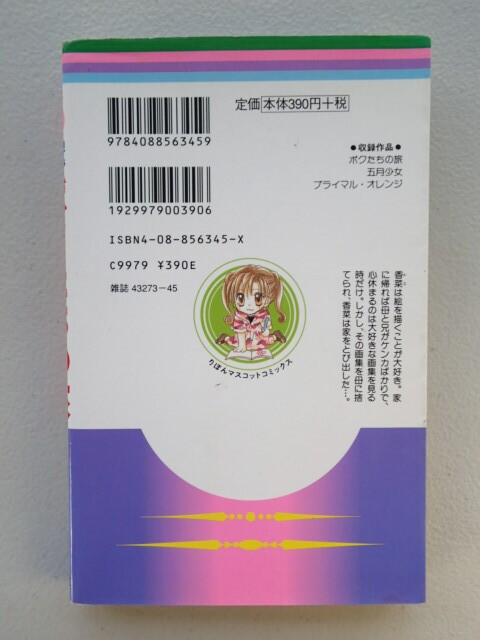 定価 本体390円+税
9784088563459
1929979003906
ISBN4-08-856345-X
C9979 ¥390E
雑誌 43273-45
●収録作品●
ボクたちの旅
五月少女
プライマル・オレンジ
香菜は絵を描くことが大好き。家
に帰れば母と兄がケンカばかりで、
心休まるのは大好きな画集を見る
時だけ。しかし、その画集を母に捨
てられ、香菜は家をとび出した…。
りぼんマスコットコミックス